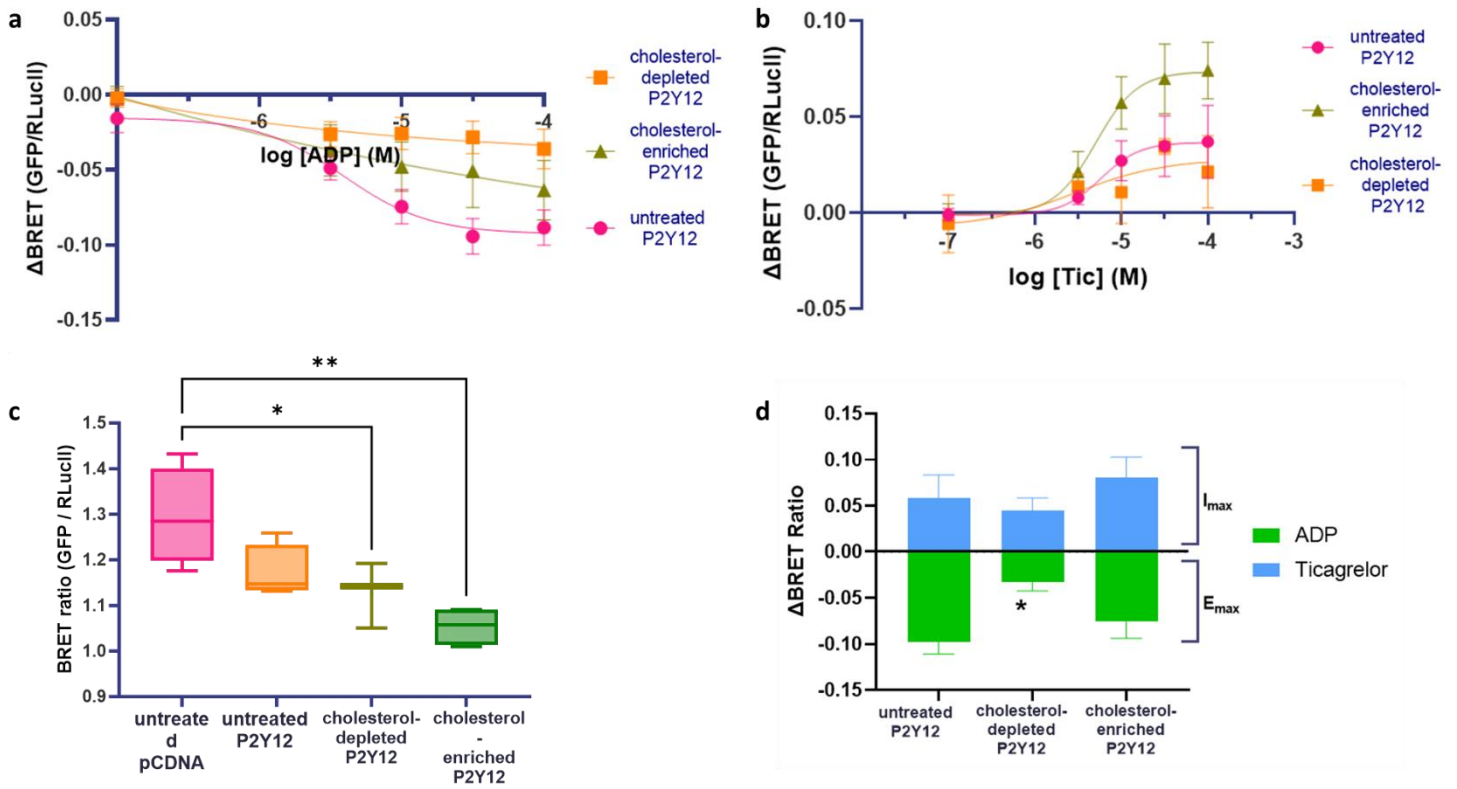 a
0.05
0.00
-0.05
-0.10
-0.15
ΔBRET (GFP/RLucII)
-6
-5
-4
log [ADP] (M)
cholesterol-
depleted
P2Y12
cholesterol-
enriched
P2Y12
untreated
P2Y12
b
0.10
0.05
0.00
-0.05
ΔBRET (GFP/RLucII)
-7
-6
-5
-4
-3
log [Tic] (M)
untreated
P2Y12
cholesterol-
enriched
P2Y12
cholesterol-
depleted
P2Y12
c
1.5
1.4
1.3
1.2
1.1
1.0
0.9
BRET ratio (GFP / RLucII)
**
*
untreate
d
pCDNA
untreated
P2Y12
cholesterol-
depleted
P2Y12
cholesterol
-
enriched
P2Y12
d
0.15
0.10
0.05
0.00
-0.05
-0.10
-0.15
ΔBRET Ratio
*
Imax
Emax
untreated
P2Y12
cholesterol-
depleted
P2Y12
cholesterol-
enriched
P2Y12
ADP
Ticagrelor